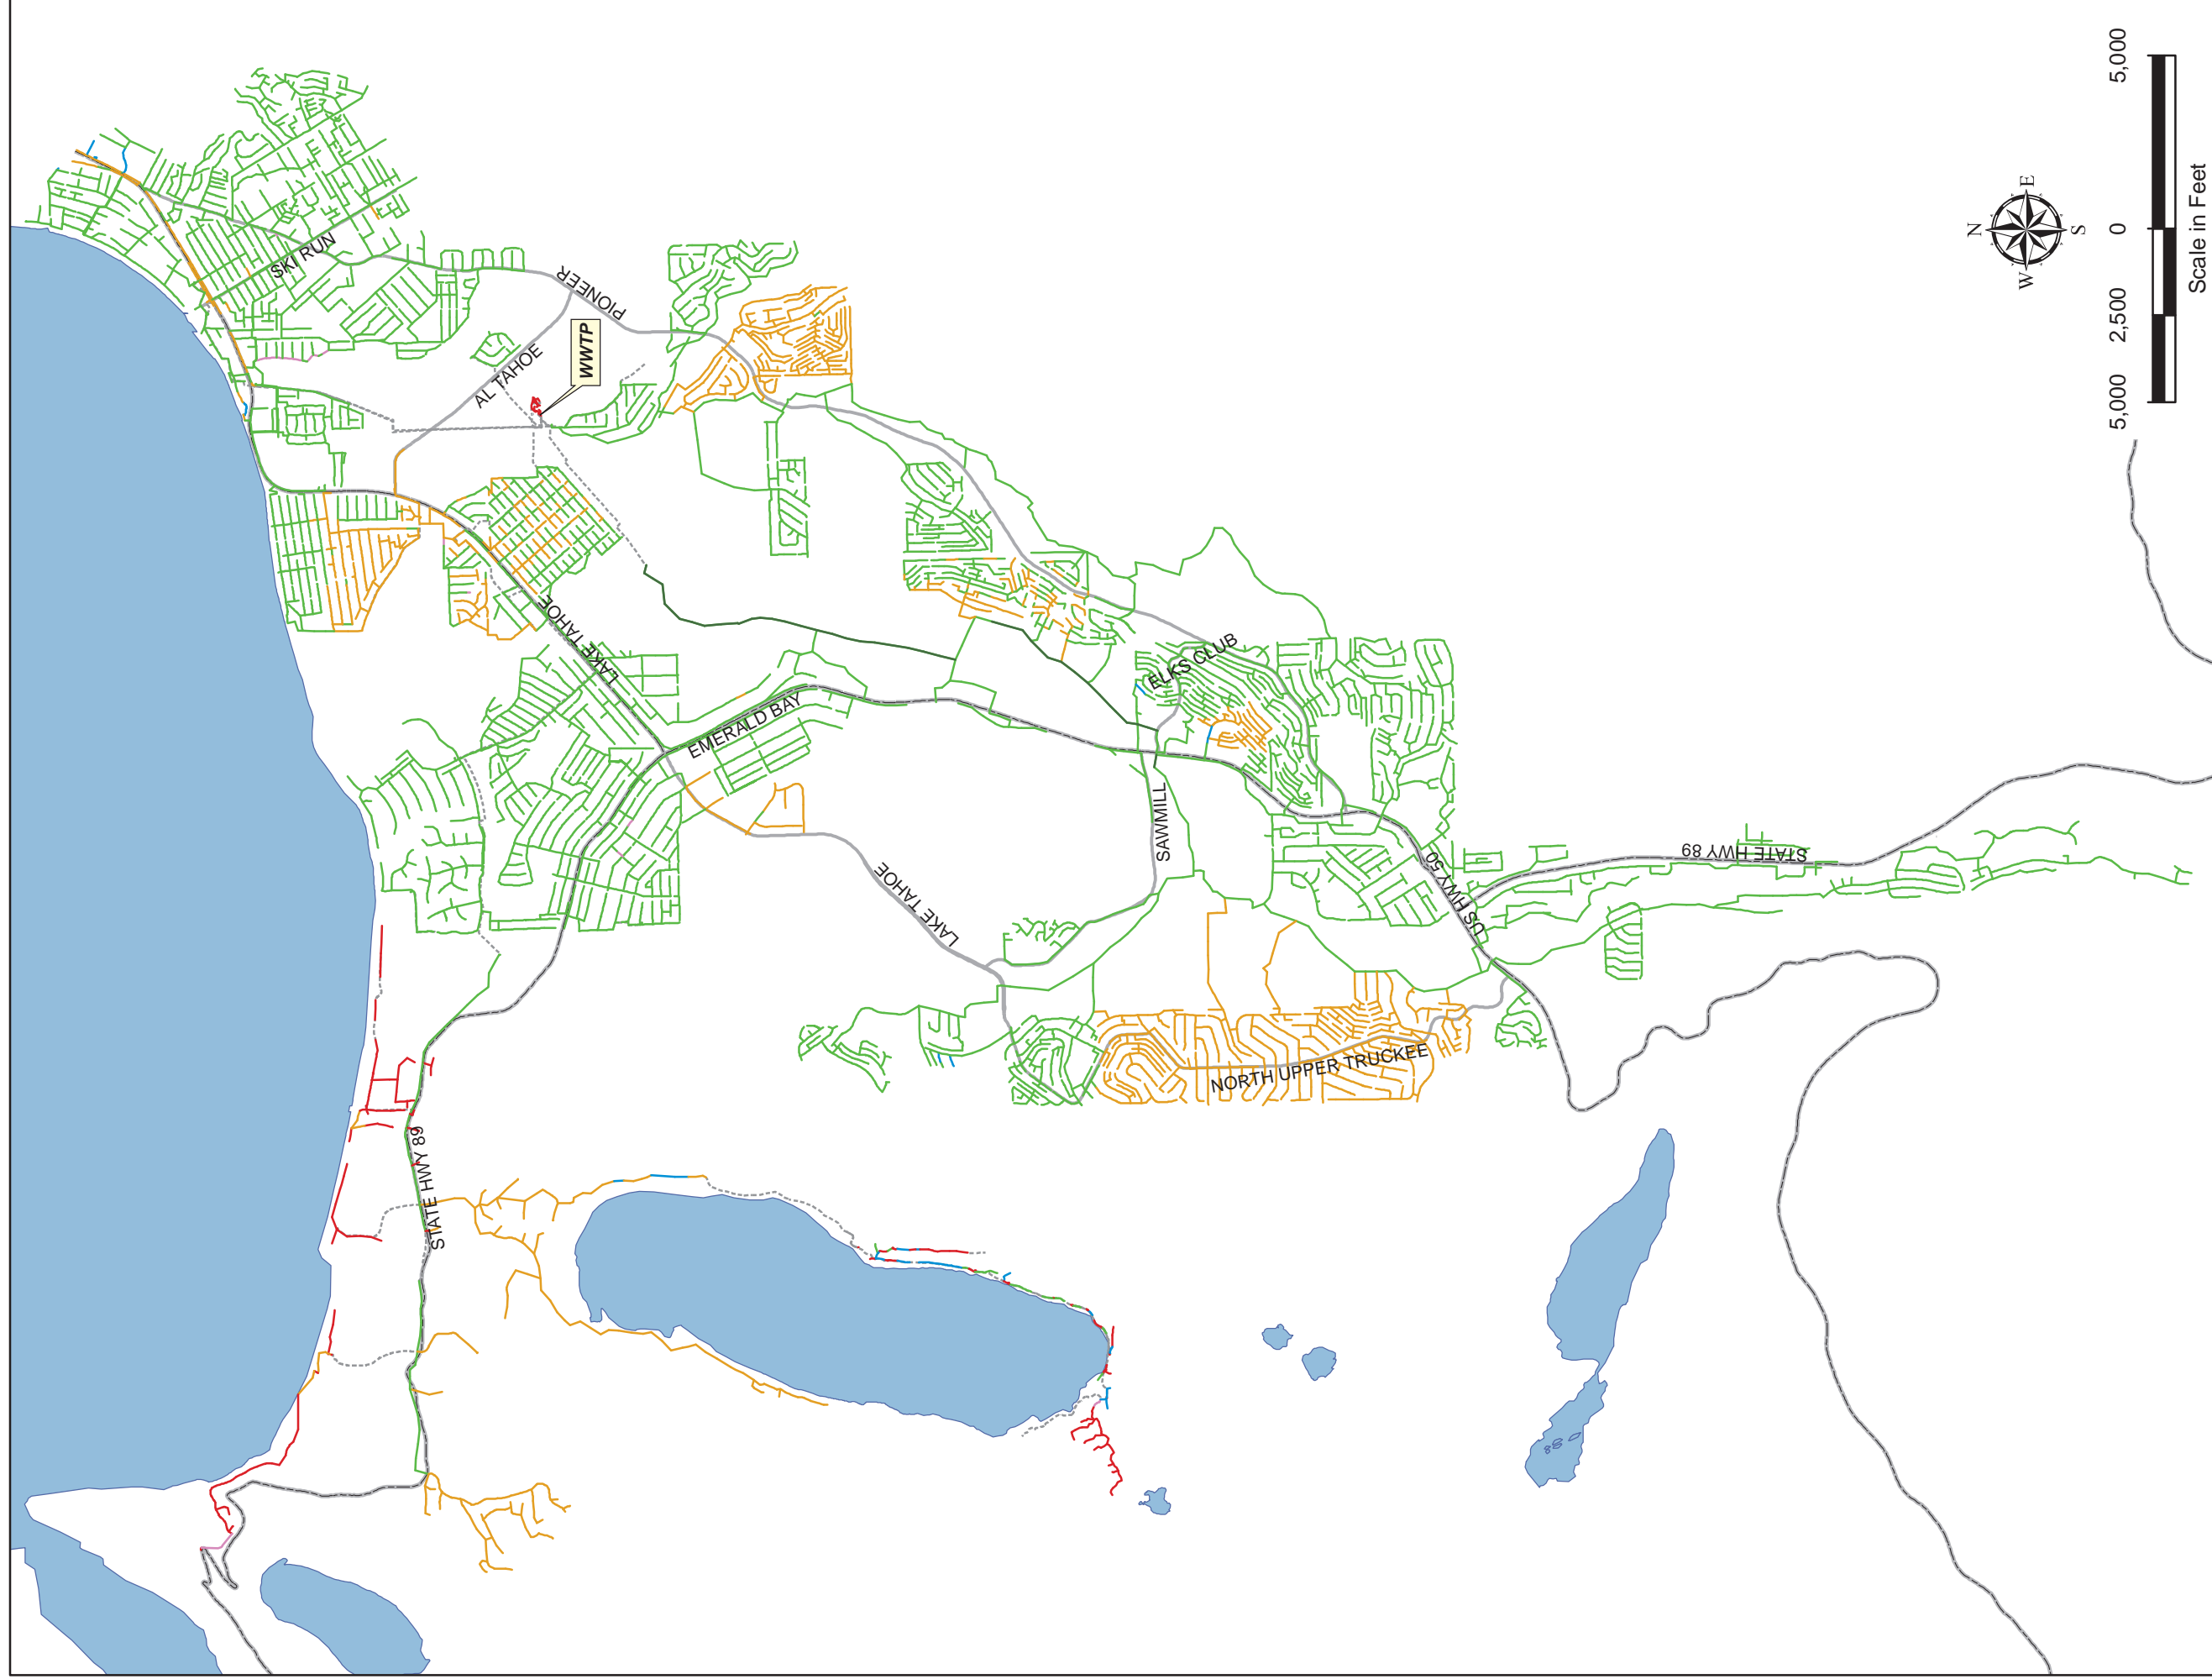 SKI RUN
PIONEER
AL TAHOE
WWTP
LAKE TAHOE
EMERALD BAY
ELKS CLUB
SAWMILL
LAKE TAHOE
STATE HWY 89
US HWY 50
NORTH UPPER TRUCKEE
STATE HWY 89
N
W
E
S
5,000
2,500
0
5,000
Scale in Feet